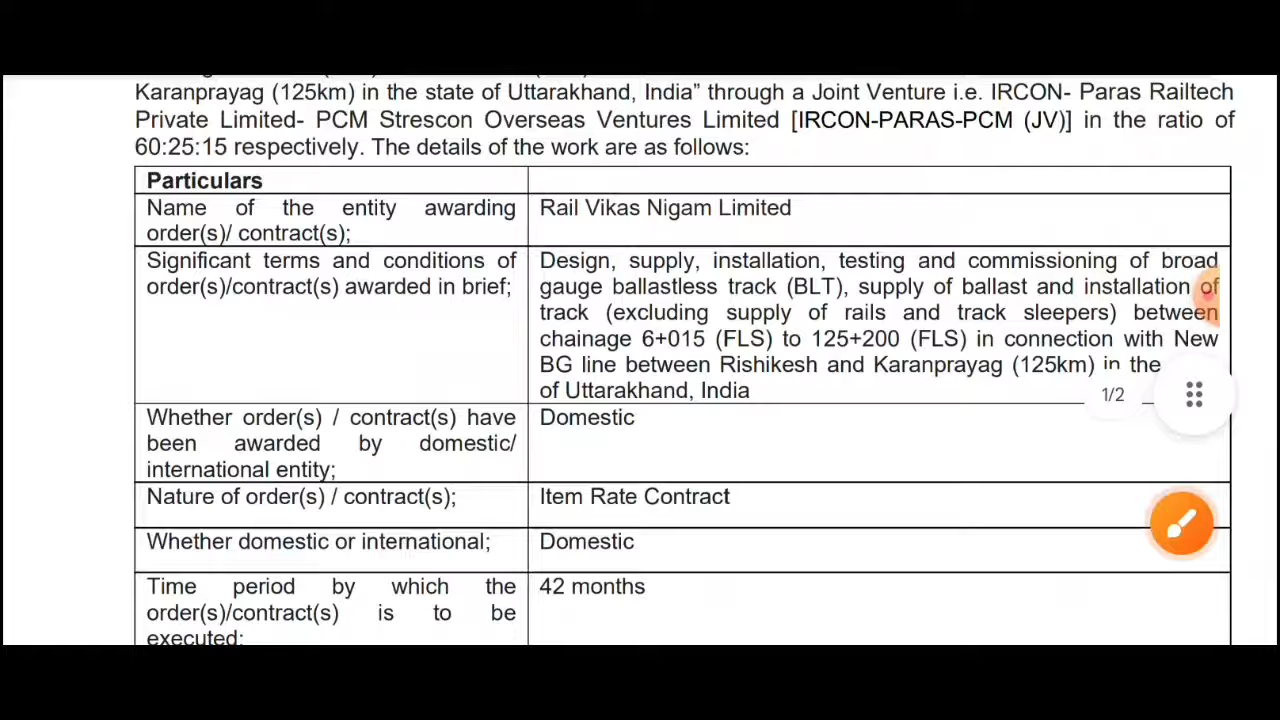 Karanprayag (125km) in the state of Uttarakhand, India” through a Joint Venture i.e. IRCON- Paras Railtech
Private Limited- PCM Strescon Overseas Ventures Limited [IRCON-PARAS-PCM (JV)] in the ratio of
60:25:15 respectively. The details of the work are as follows:
Particulars
Name of the entity awarding
order(s)/ contract(s);
Rail Vikas Nigam Limited
Significant terms and conditions of
order(s)/contract(s) awarded in brief;
Design, supply, installation, testing and commissioning of broad
gauge ballastless track (BLT), supply of ballast and installation of
track (excluding supply of rails and track sleepers) between
chainage 6+015 (FLS) to 125+200 (FLS) in connection with New
BG line between Rishikesh and Karanprayag (125km) in the
of Uttarakhand, India
1/2
Whether order(s) / contract(s) have
been awarded by domestic/
international entity;
Domestic
Nature of order(s) / contract(s);
Item Rate Contract
Whether domestic or international;
Domestic
Time period by which the
order(s)/contract(s) is to be
executed;
42 months